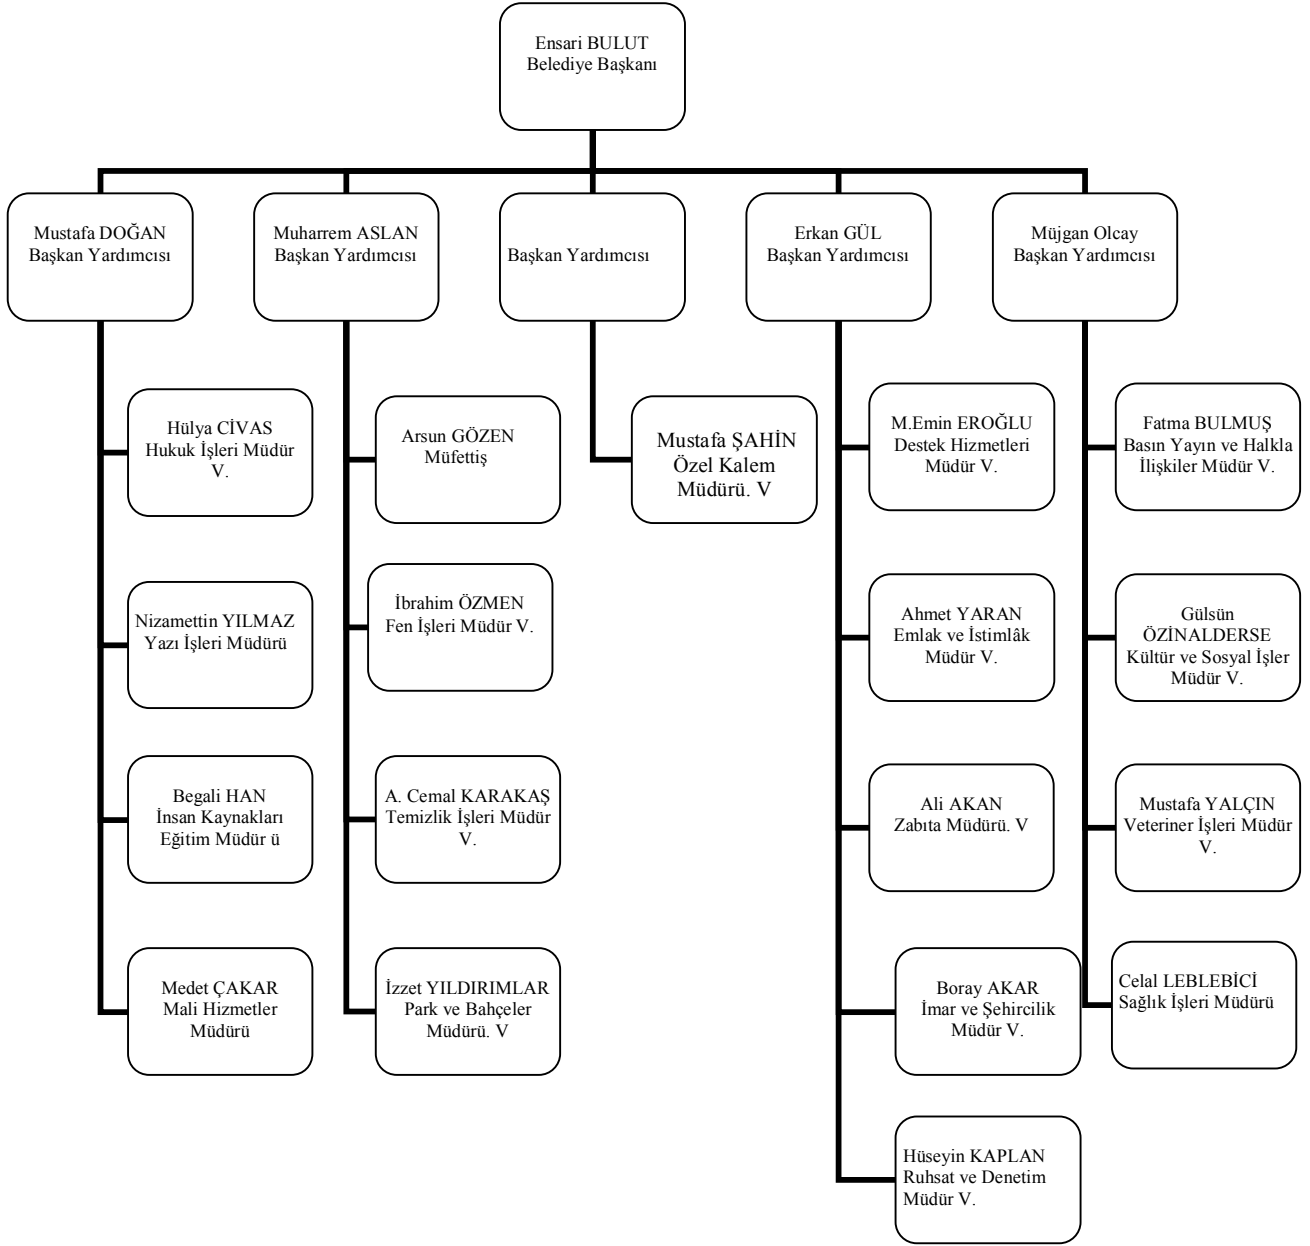 Ensari BULUT
Belediye Başkanı
Mustafa DOĞAN
Başkan Yardımcısı
Muharrem ASLAN
Başkan Yardımcısı
Başkan Yardımcısı
Erkan GÜL
Başkan Yardımcısı
Müjgan Olcay
Başkan Yardımcısı
Hülya CİVAS
Hukuk İşleri Müdür
V.
Nizamettin YILMAZ
Yazı İşleri Müdürü
Begali HAN
İnsan Kaynakları
Eğitim Müdür ü
Medet ÇAKAR
Mali Hizmetler
Müdürü
Arsun GÖZEN
Müfettiş
İbrahim ÖZMEN
Fen İşleri Müdür V.
A. Cemal KARAKAŞ
Temizlik İşleri Müdür
V.
İzzet YILDIRIMLAR
Park ve Bahçeler
Müdürü. V
Mustafa ŞAHİN
Özel Kalem
Müdürü. V
M.Emin EROĞLU
Destek Hizmetleri
Müdür V.
Ahmet YARAN
Emlak ve İstimlâk
Müdür V.
Ali AKAN
Zabıta Müdürü. V
Boray AKAR
İmar ve Şehircilik
Müdür V.
Hüseyin KAPLAN
Ruhsat ve Denetim
Müdür V.
Fatma BULMUŞ
Basın Yayın ve Halkla
İlişkiler Müdür V.
Gülsün
ÖZİNALDERSE
Kültür ve Sosyal İşler
Müdür V.
Mustafa YALÇIN
Veteriner İşleri Müdür
V.
Celal LEBLEBİCİ
Sağlık İşleri Müdürü